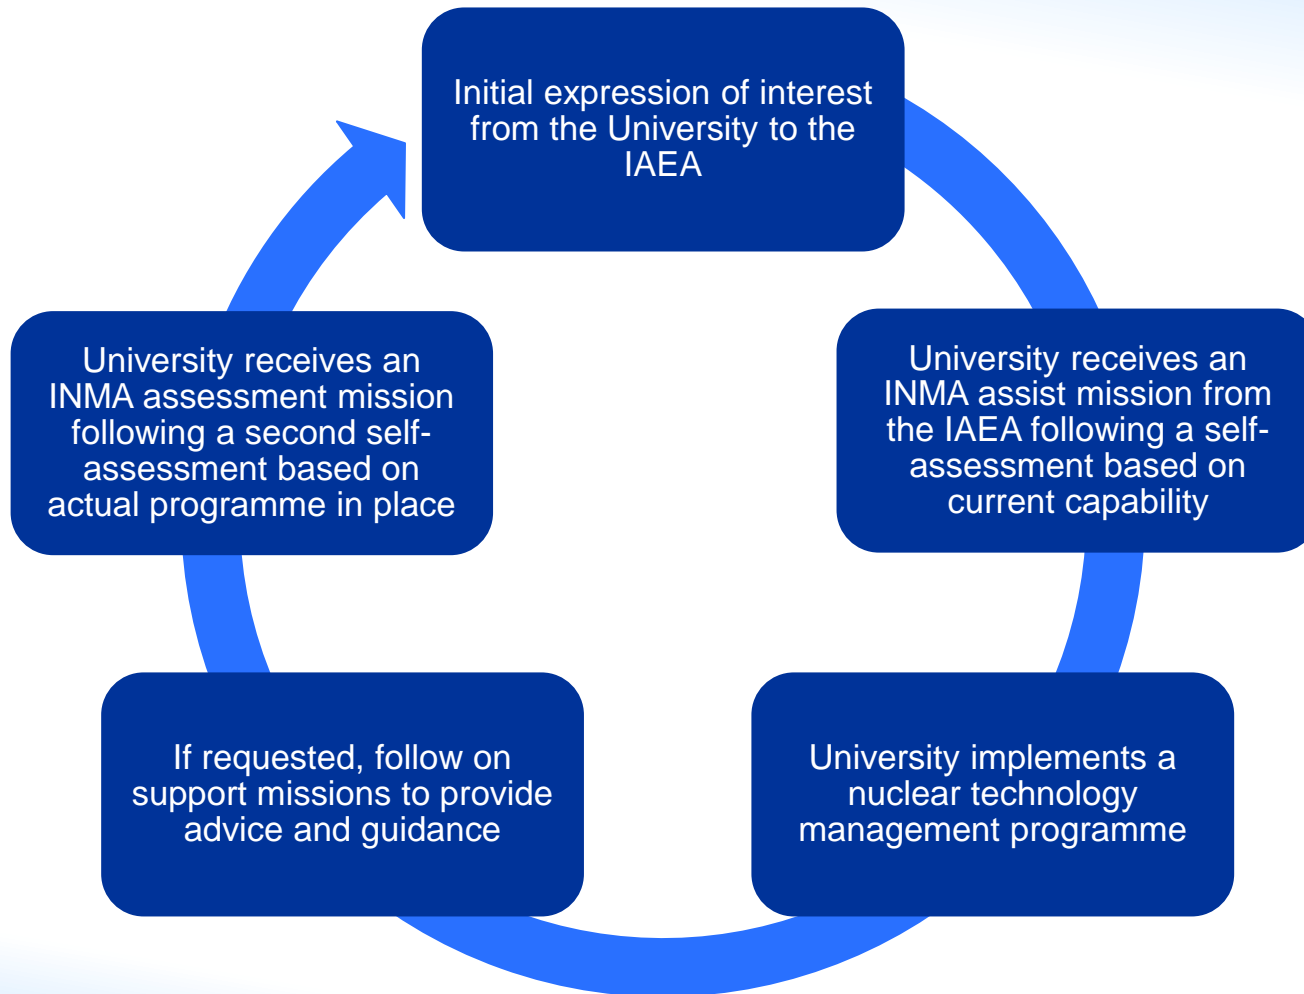 Initial expression of interest
from the University to the
IAEA
University receives an
INMA assist mission from
the IAEA following a self-
assessment based on
current capability
University implements a
nuclear technology
management programme
If requested, follow on
support missions to provide
advice and guidance
University receives an
INMA assessment mission
following a second self-
assessment based on
actual programme in place